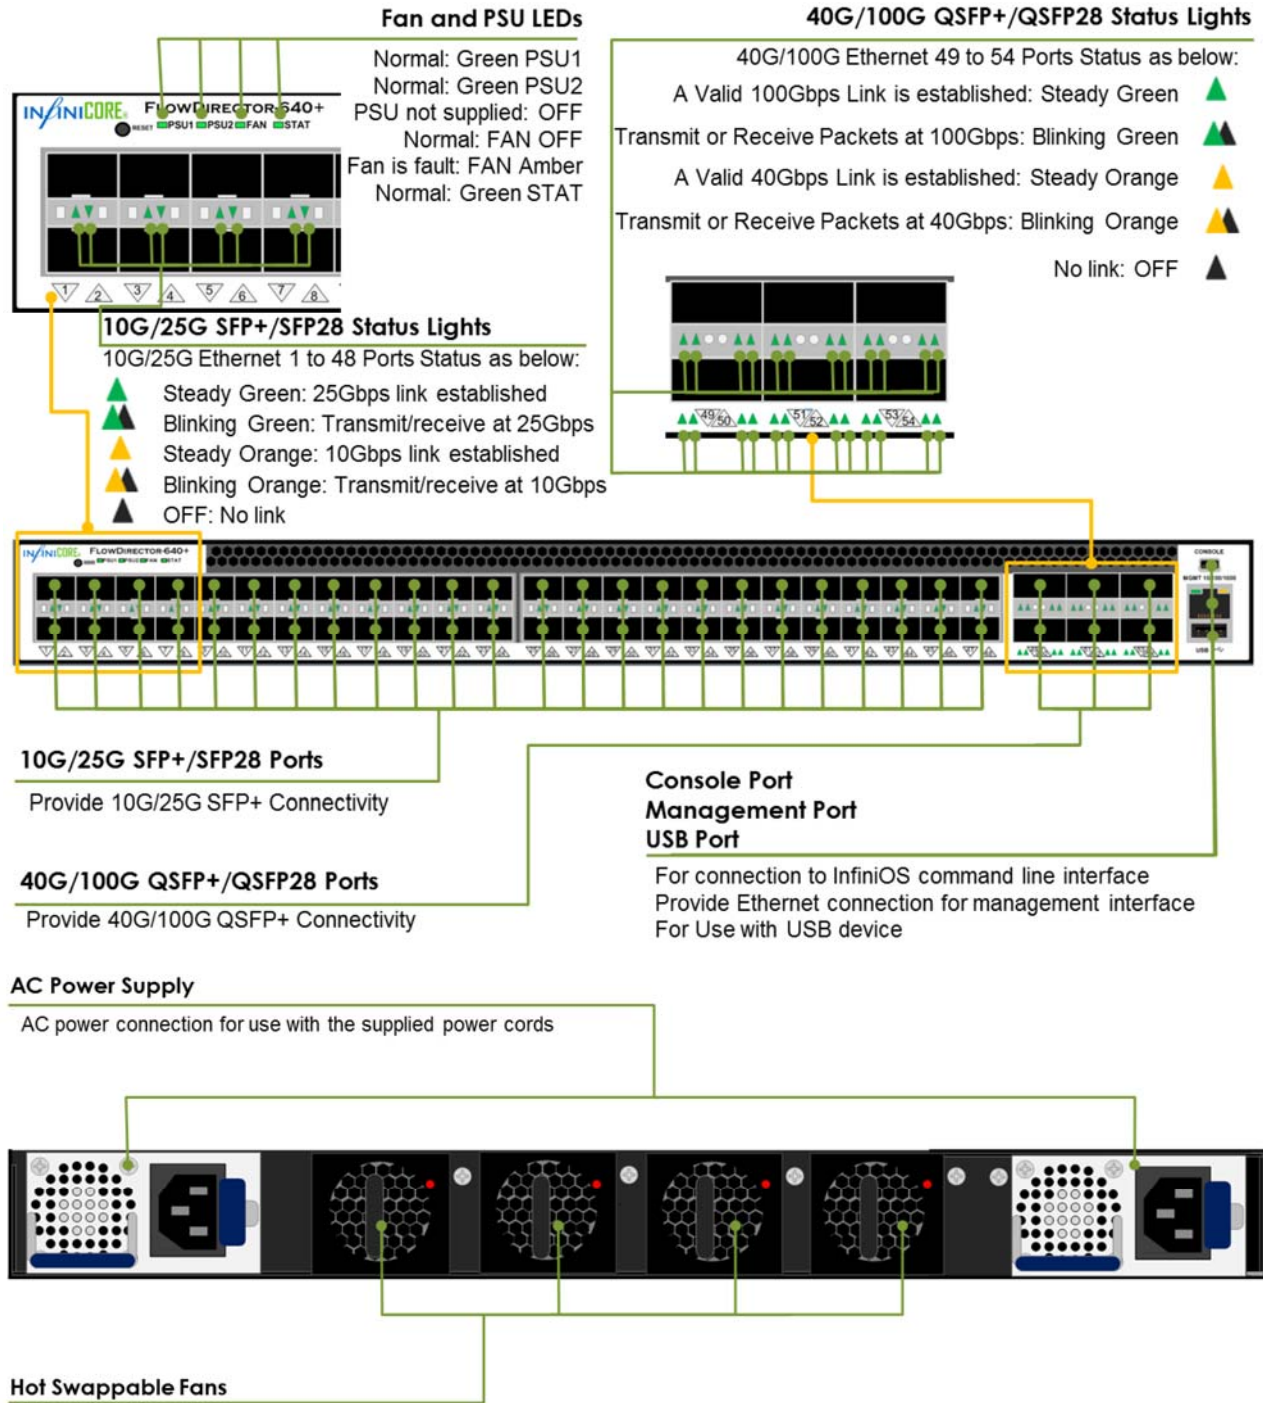 Fan and PSU LEDs
Normal: Green PSU1
Normal: Green PSU2
PSU not supplied: OFF
Normal: FAN OFF
Fan is fault: FAN Amber
Normal: Green STAT
40G/100G QSFP+/QSFP28 Status Lights
40G/100G Ethernet 49 to 54 Ports Status as below:
A Valid 100Gbps Link is established: Steady Green
Transmit or Receive Packets at 100Gbps: Blinking Green
A Valid 40Gbps Link is established: Steady Orange
Transmit or Receive Packets at 40Gbps: Blinking Orange
No link: OFF
INFINICORE FLOWDIRECTOR-640+
RESET PSU1 PSU2 FAN STAT
1 2 3 4 5 6 7 8
49 50 51 52 53 54
10G/25G SFP+/SFP28 Status Lights
10G/25G Ethernet 1 to 48 Ports Status as below:
Steady Green: 25Gbps link established
Blinking Green: Transmit/receive at 25Gbps
Steady Orange: 10Gbps link established
Blinking Orange: Transmit/receive at 10Gbps
OFF: No link
INFINICORE FLOWDIRECTOR-640+
PSU1 PSU2 FAN STAT
CONSOLE
USB
10G/25G SFP+/SFP28 Ports
Provide 10G/25G SFP+ Connectivity
40G/100G QSFP+/QSFP28 Ports
Provide 40G/100G QSFP+ Connectivity
Console Port
Management Port
USB Port
For connection to InfiniOS command line interface
Provide Ethernet connection for management interface
For Use with USB device
AC Power Supply
AC power connection for use with the supplied power cords
Hot Swappable Fans